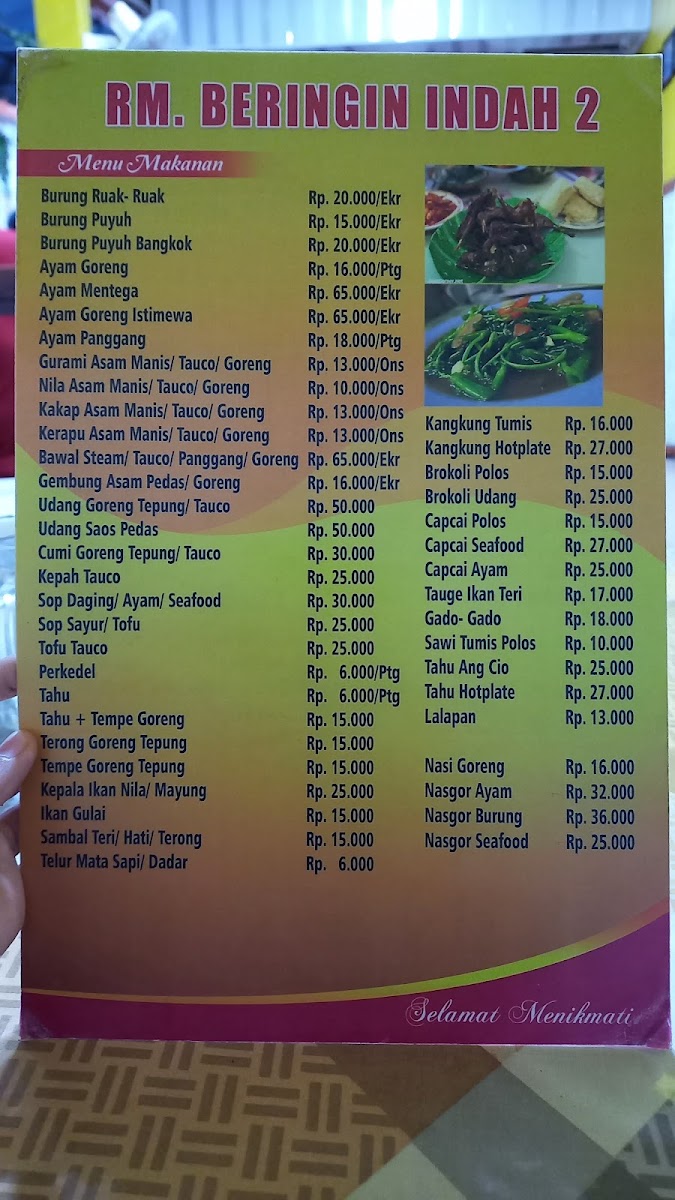 RM. BERINGIN INDAH 2
Menu Makanan
Burung Ruak- Ruak Rp. 20.000/Ekr
Burung Puyuh Rp. 15.000/Ekr
Burung Puyuh Bangkok Rp. 20.000/Ekr
Ayam Goreng Rp. 16.000/Ptg
Ayam Mentega Rp. 65.000/Ekr
Ayam Goreng Istimewa Rp. 65.000/Ekr
Ayam Panggang Rp. 18.000/Ptg
Gurami Asam Manis/ Tauco/ Goreng Rp. 13.000/Ons
Nila Asam Manis/ Tauco/ Goreng Rp. 10.000/Ons
Kakap Asam Manis/ Tauco/ Goreng Rp. 13.000/Ons
Kerapu Asam Manis/ Tauco/ Goreng Rp. 13.000/Ons
Bawal Steam/ Tauco/ Panggang/ Goreng Rp. 65.000/Ekr
Gembung Asam Pedas/ Goreng Rp. 16.000/Ekr
Udang Goreng Tepung/ Tauco Rp. 50.000
Udang Saos Pedas Rp. 50.000
Cumi Goreng Tepung/ Tauco Rp. 30.000
Kepah Tauco Rp. 25.000
Sop Daging/ Ayam/ Seafood Rp. 30.000
Sop Sayur/ Tofu Rp. 25.000
Tofu Tauco Rp. 25.000
Perkedel Rp. 6.000/Ptg
Tahu Rp. 6.000/Ptg
Tahu + Tempe Goreng Rp. 15.000
Terong Goreng Tepung Rp. 15.000
Tempe Goreng Tepung Rp. 15.000
Kepala Ikan Nila/ Mayung Rp. 25.000
Ikan Gulai Rp. 15.000
Sambal Teri/ Hati/ Terong Rp. 15.000
Telur Mata Sapi/ Dadar Rp. 6.000
Kangkung Tumis Rp. 16.000
Kangkung Hotplate Rp. 27.000
Brokoli Polos Rp. 15.000
Brokoli Udang Rp. 25.000
Capcai Polos Rp. 15.000
Capcai Seafood Rp. 27.000
Capcai Ayam Rp. 25.000
Tauge Ikan Teri Rp. 17.000
Gado- Gado Rp. 18.000
Sawi Tumis Polos Rp. 10.000
Tahu Ang Cio Rp. 25.000
Tahu Hotplate Rp. 27.000
Lalapan Rp. 13.000
Nasi Goreng Rp. 16.000
Nasgor Ayam Rp. 32.000
Nasgor Burung Rp. 36.000
Nasgor Seafood Rp. 25.000
Selamat Menikmati